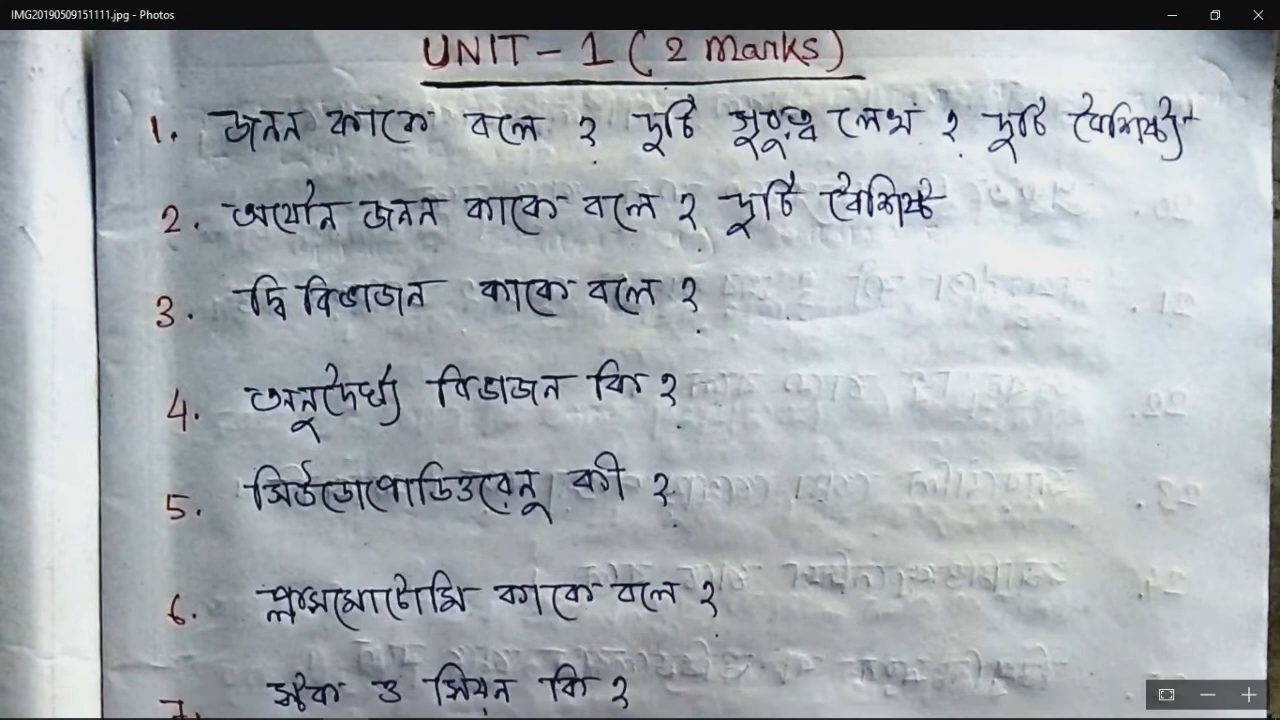 IMG20190509151111.jpg - Photos
UNIT - 1 ( 2 Marks )
1. জনন কাকে বলে ? দুটি গুরুত্ব লেখ ? দুটি বৈশিষ্ট্য
2. অযৌন জনন কাকে বলে ? দুটি বৈশিষ্ট
3. দ্বি বিভাজন কাকে বলে ?
4. অনুদৈর্ঘ্য বিভাজন কি ?
5. সিউডোপোডিওরেনু কী ?
6. প্লাসমোটোমি কাকে বলে ?
7. স্টক ও সিয়ন কি ?